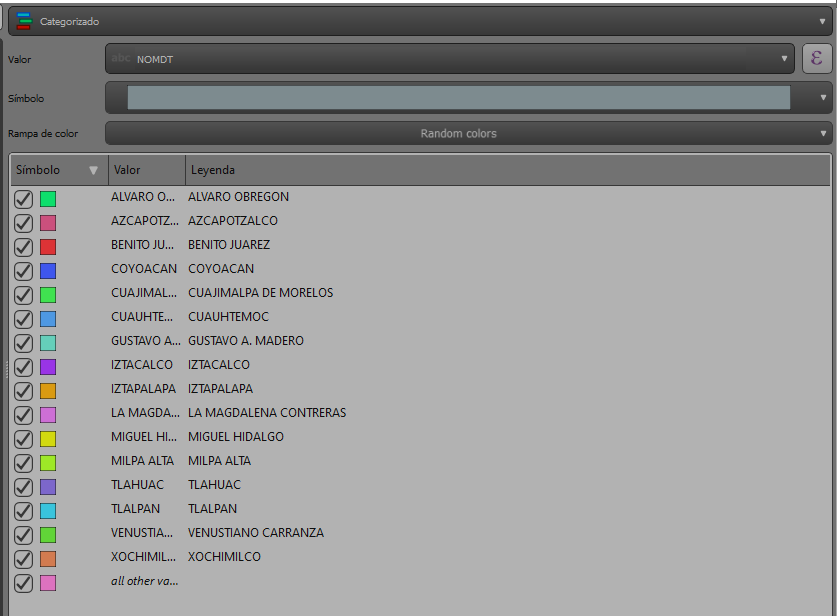 Categorizado
Valor abc NOMDT ε
Símbolo
Rampa de color Random colors
Símbolo Valor Leyenda
ALVARO O... ALVARO OBREGON
AZCAPOTZ... AZCAPOTZALCO
BENITO JU... BENITO JUAREZ
COYOACAN COYOACAN
CUAJIMAL... CUAJIMALPA DE MORELOS
CUAUHTE... CUAUHTEMOC
GUSTAVO A... GUSTAVO A. MADERO
IZTACALCO IZTACALCO
IZTAPALAPA IZTAPALAPA
LA MAGDA... LA MAGDALENA CONTRERAS
MIGUEL HI... MIGUEL HIDALGO
MILPA ALTA MILPA ALTA
TLAHUAC TLAHUAC
TLALPAN TLALPAN
VENUSTIA... VENUSTIANO CARRANZA
XOCHIMIL... XOCHIMILCO
all other va...